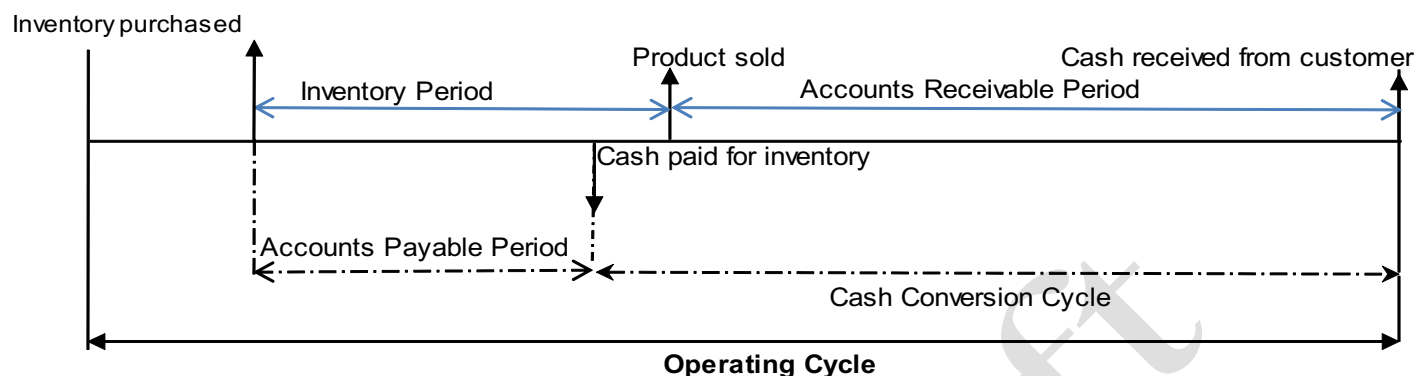 Inventory purchased
Product sold
Cash received from customer
Inventory Period
Accounts Receivable Period
Cash paid for inventory
Accounts Payable Period
Cash Conversion Cycle
Operating Cycle